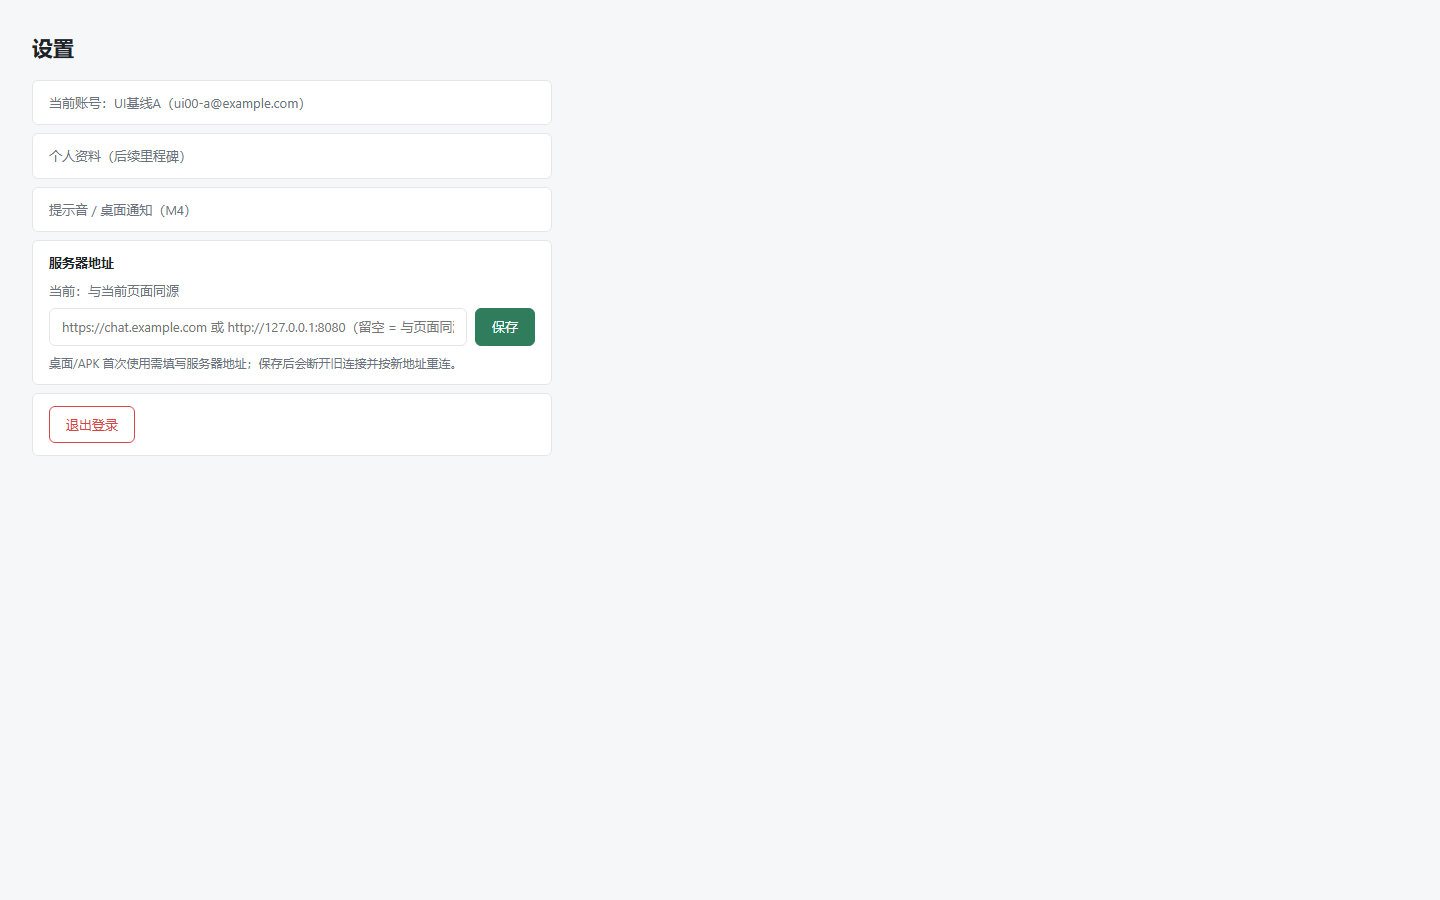 设置
当前账号：UI基线A（ui00-a@example.com）
个人资料（后续里程碑）
提示音 / 桌面通知（M4）
服务器地址
当前：与当前页面同源
https://chat.example.com 或 http://127.0.0.1:8080（留空 = 与页面同
保存
桌面/APK 首次使用需填写服务器地址；保存后会断开旧连接并按新地址重连。
退出登录